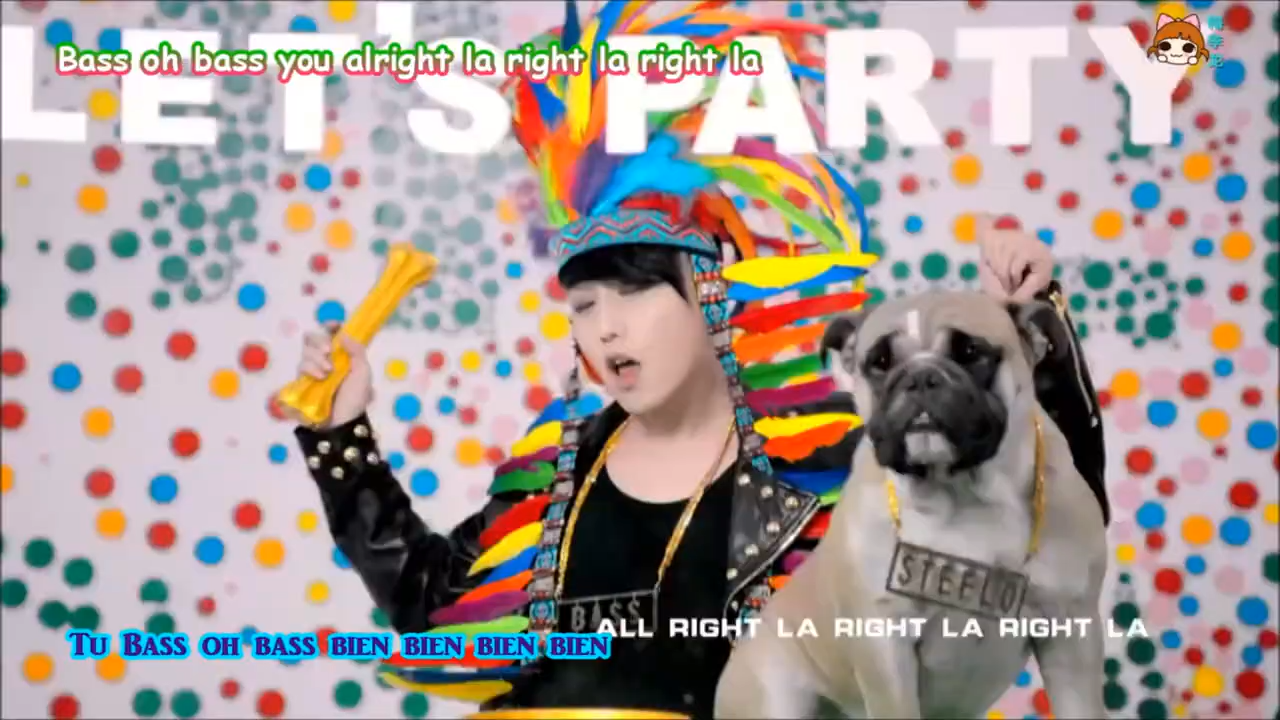 LET'S PARTY
Bass oh bass you alright la right la right la
BASS
STEELO
ALL RIGHT LA RIGHT LA RIGHT LA
Tu Bass oh bass bien bien bien bien